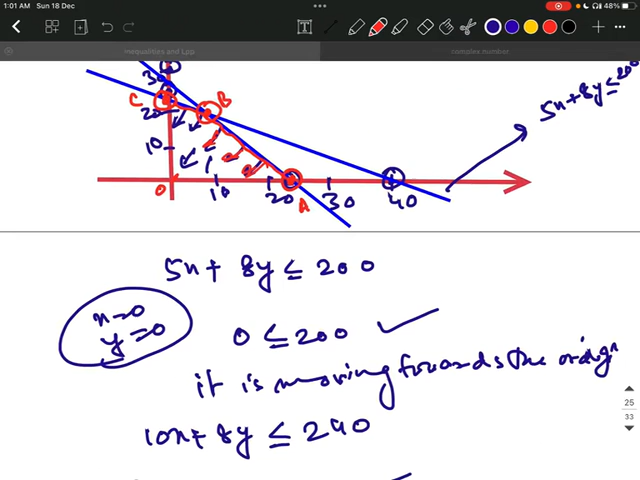 1:01 AM Sun 18 Dec
48%
inequalities and Lpp
complex number
30
C
20
B
5x+8y≤200
10
O
10
20
A
30
40
5x + 8y ≤ 200
x=0
y=0
0 ≤ 200
it is moving towards the origin
10x+8y ≤ 240
25
33